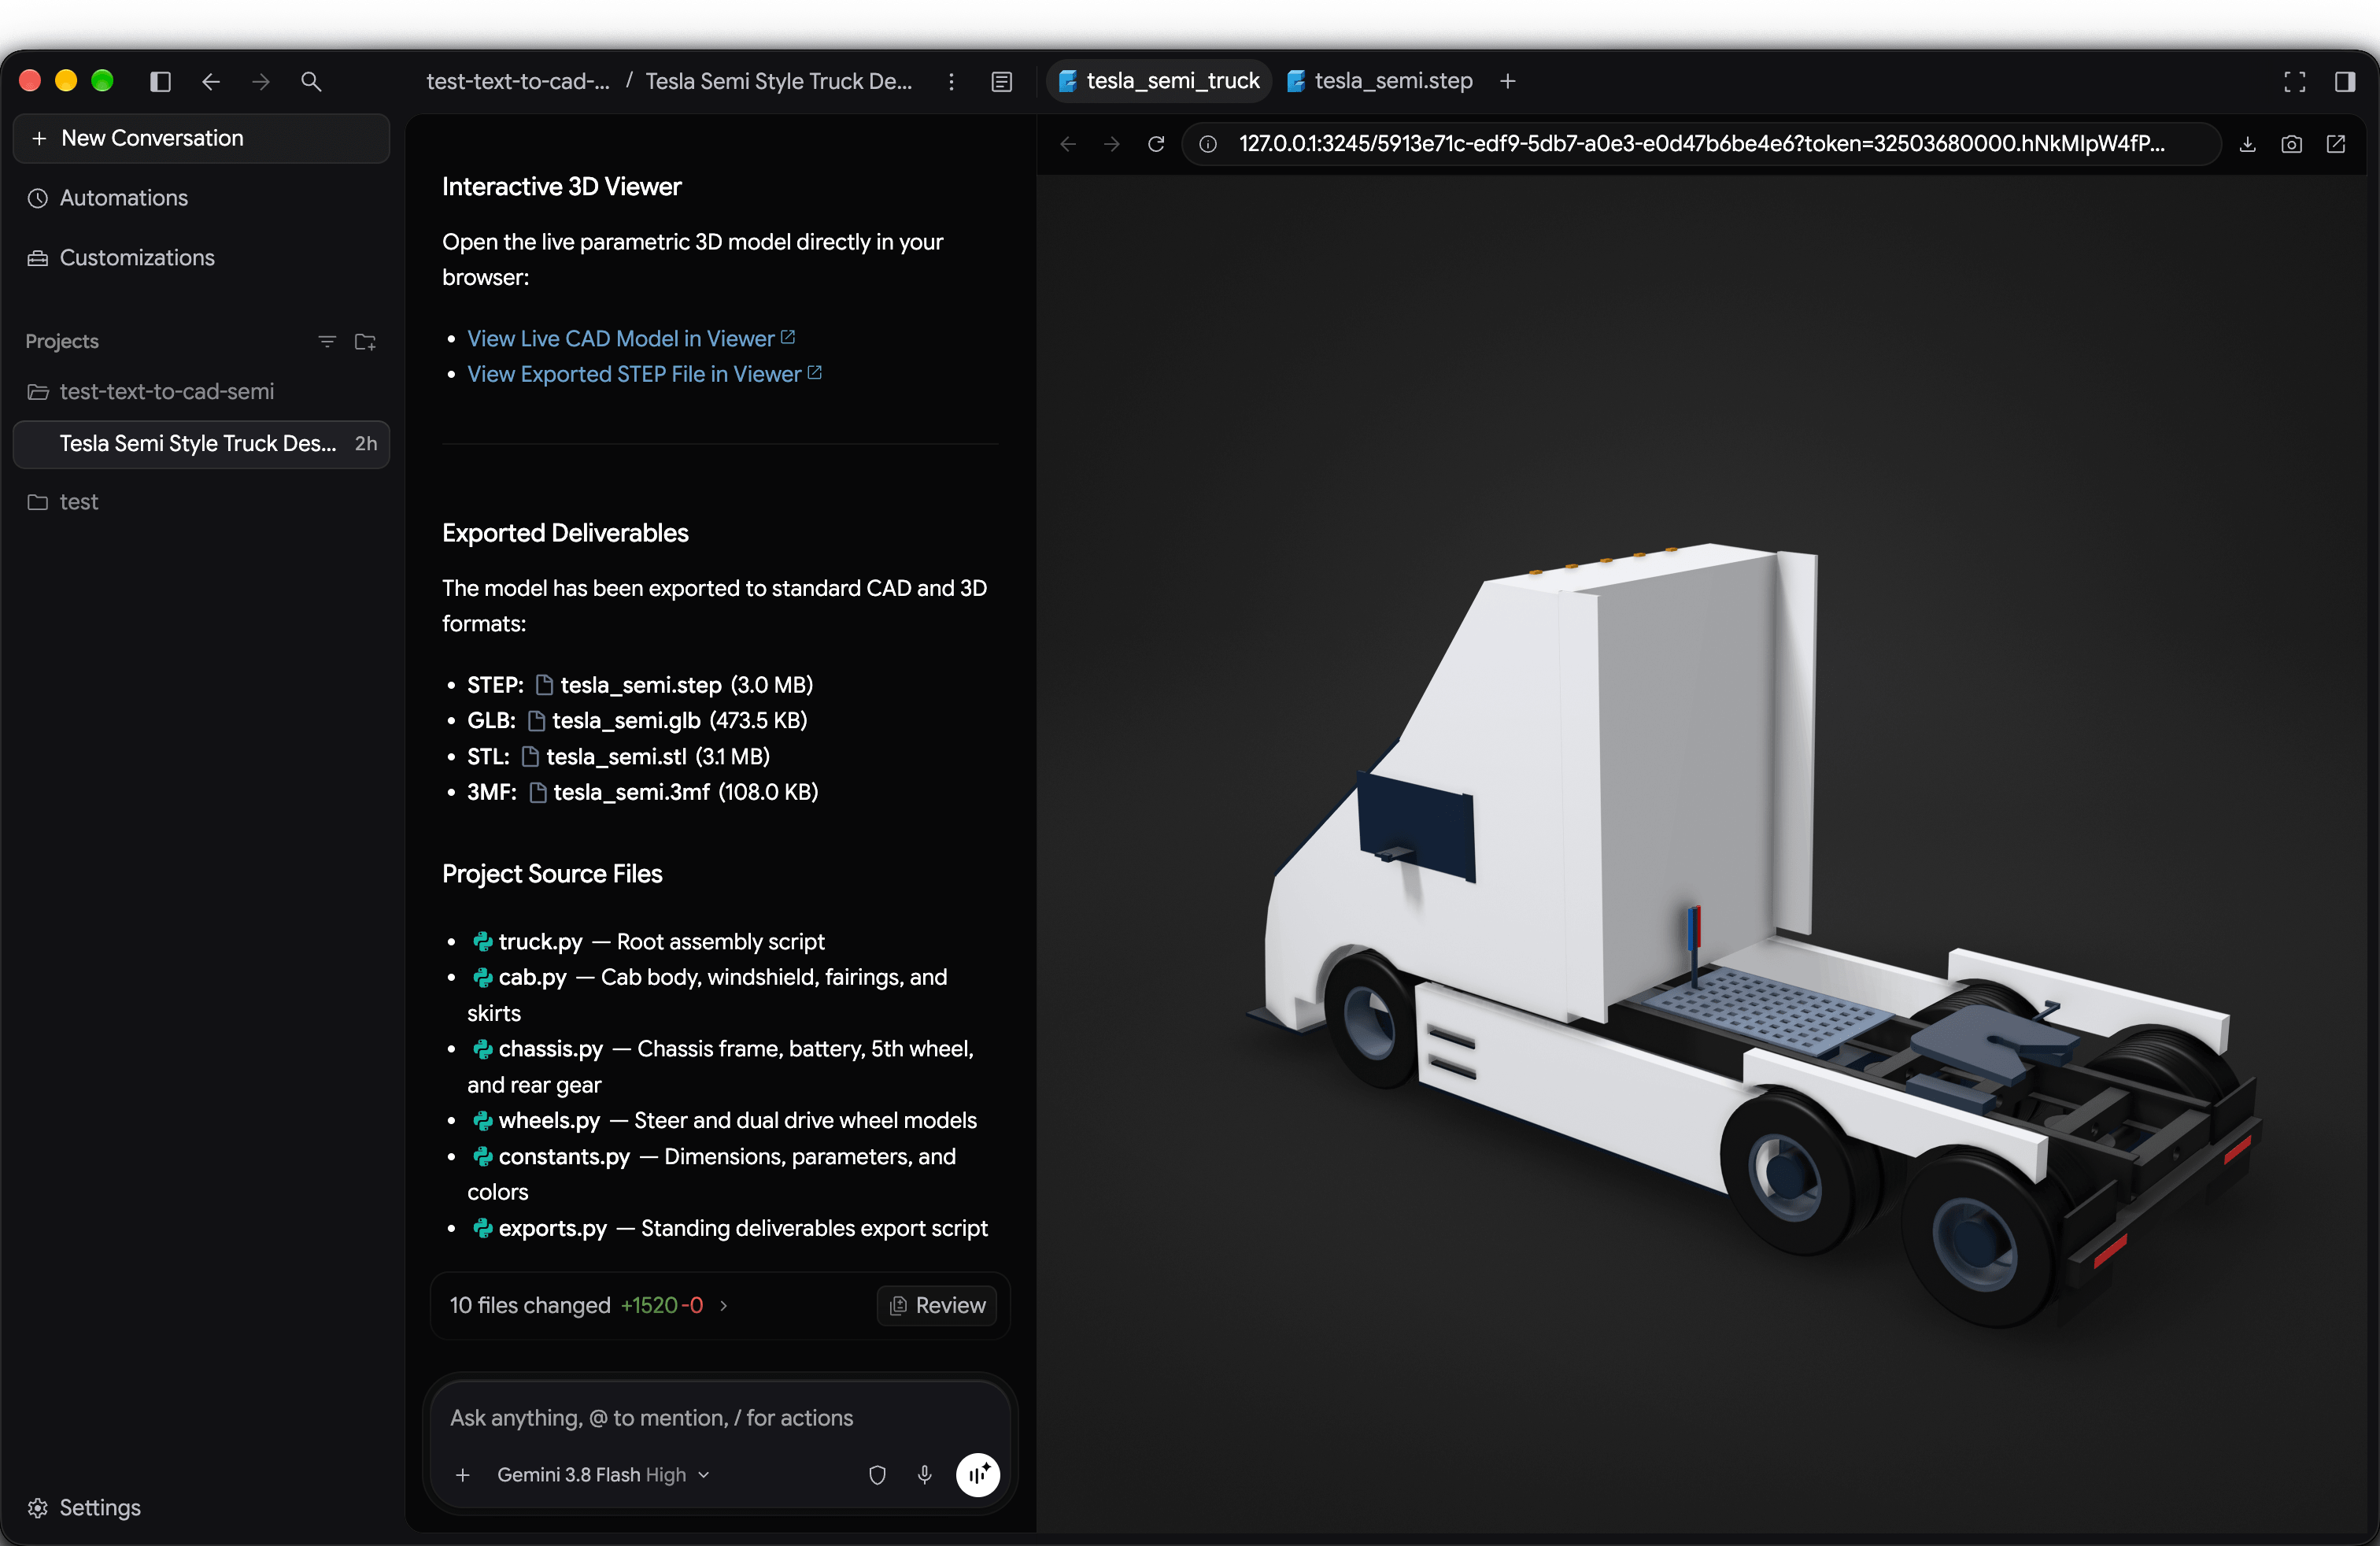 test-text-to-cad-... / Tesla Semi Style Truck De...
tesla_semi_truck
tesla_semi.step
New Conversation
Automations
Customizations
Projects
test-text-to-cad-semi
Tesla Semi Style Truck Des... 2h
test
Settings
Interactive 3D Viewer
Open the live parametric 3D model directly in your
browser:
• View Live CAD Model in Viewer
• View Exported STEP File in Viewer
Exported Deliverables
The model has been exported to standard CAD and 3D
formats:
• STEP: tesla_semi.step (3.0 MB)
• GLB: tesla_semi.glb (473.5 KB)
• STL: tesla_semi.stl (3.1 MB)
• 3MF: tesla_semi.3mf (108.0 KB)
Project Source Files
• truck.py — Root assembly script
• cab.py — Cab body, windshield, fairings, and
skirts
• chassis.py — Chassis frame, battery, 5th wheel,
and rear gear
• wheels.py — Steer and dual drive wheel models
• constants.py — Dimensions, parameters, and
colors
• exports.py — Standing deliverables export script
10 files changed +1520 -0
Review
Ask anything, @ to mention, / for actions
Gemini 3.8 Flash High
127.0.0.1:3245/5913e71c-edf9-5db7-a0e3-e0d47b6be4e6?token=32503680000.hNkMIpW4fP...